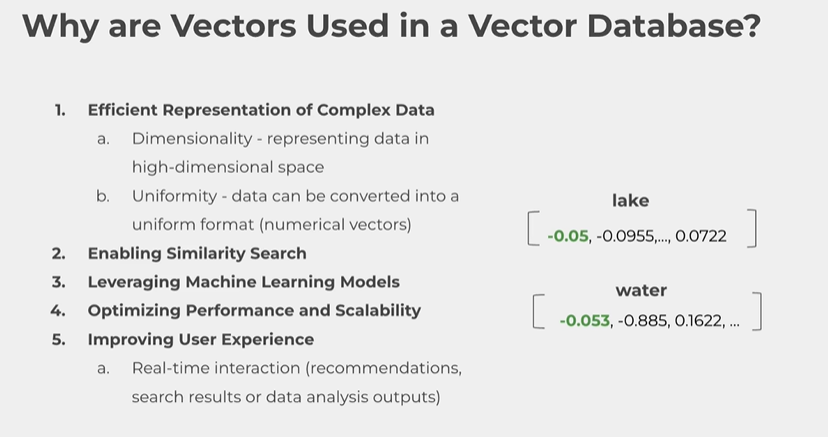 Why are Vectors Used in a Vector Database?
1. Efficient Representation of Complex Data
a. Dimensionality - representing data in
high-dimensional space
b. Uniformity - data can be converted into a
uniform format (numerical vectors)
2. Enabling Similarity Search
3. Leveraging Machine Learning Models
4. Optimizing Performance and Scalability
5. Improving User Experience
a. Real-time interaction (recommendations,
search results or data analysis outputs)
lake
[ -0.05, -0.0955,..., 0.0722 ]
water
[ -0.053, -0.885, 0.1622, ... ]